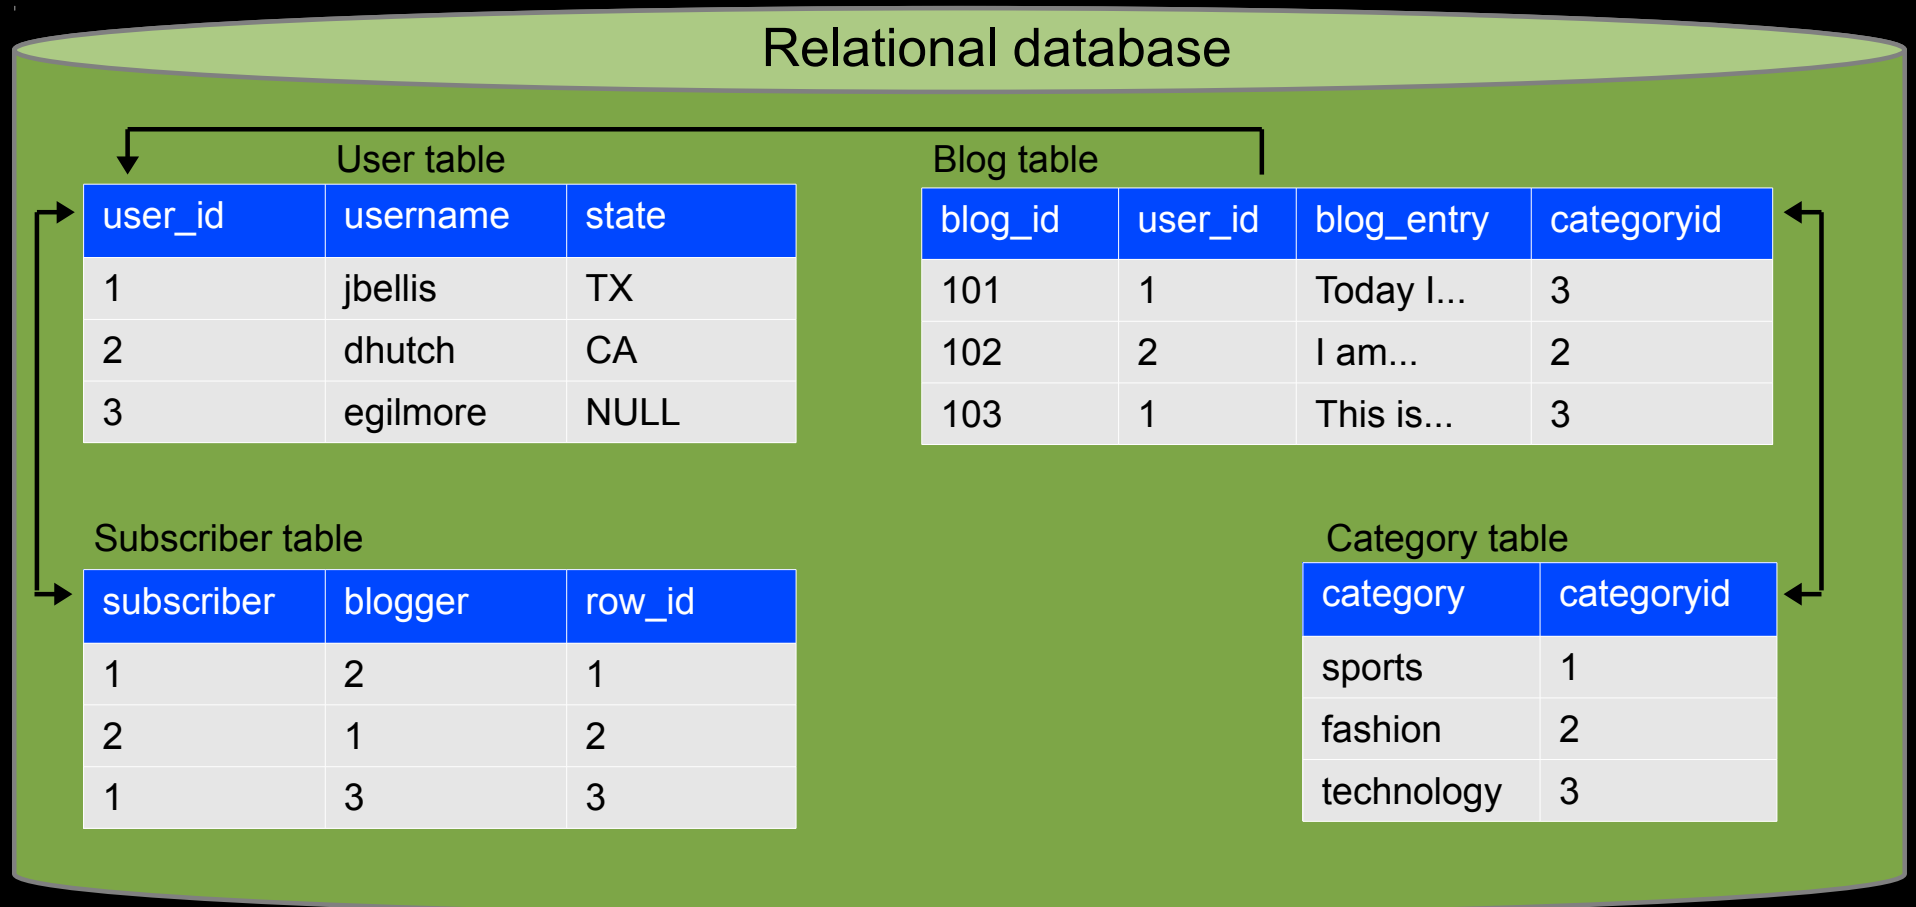 Relational database
User table
user_id username state
1 jbellis TX
2 dhutch CA
3 egilmore NULL
Blog table
blog_id user_id blog_entry categoryid
101 1 Today I... 3
102 2 I am... 2
103 1 This is... 3
Subscriber table
subscriber blogger row_id
1 2 1
2 1 2
1 3 3
Category table
category categoryid
sports 1
fashion 2
technology 3